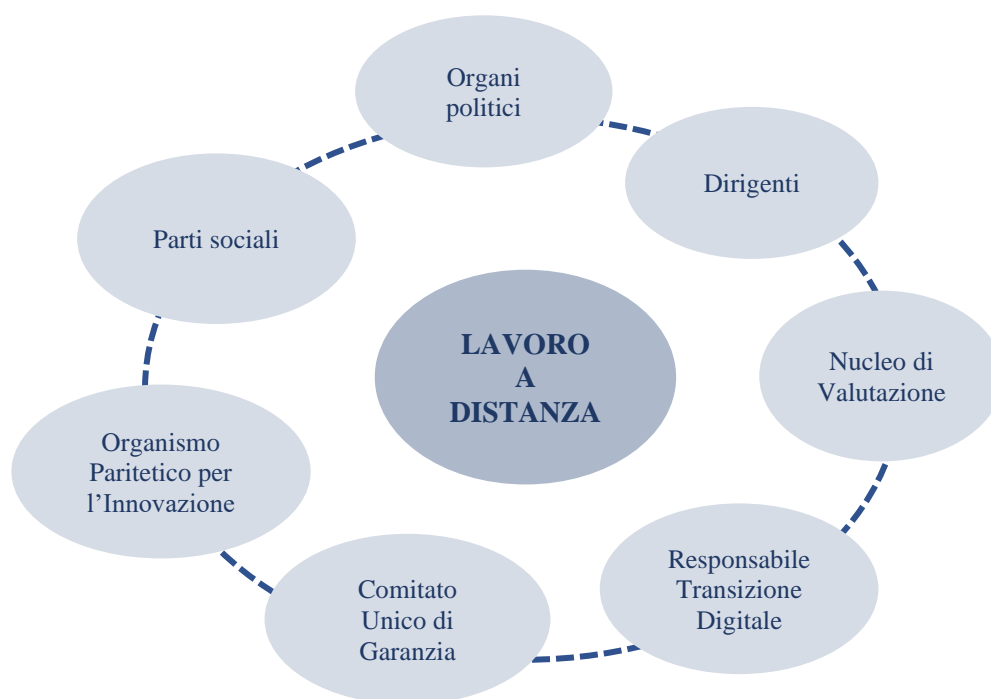 Organi
politici
Dirigenti
Parti sociali
LAVORO
A
DISTANZA
Nucleo di
Valutazione
Organismo
Paritetico per
l’Innovazione
Responsabile
Transizione
Digitale
Comitato
Unico di
Garanzia